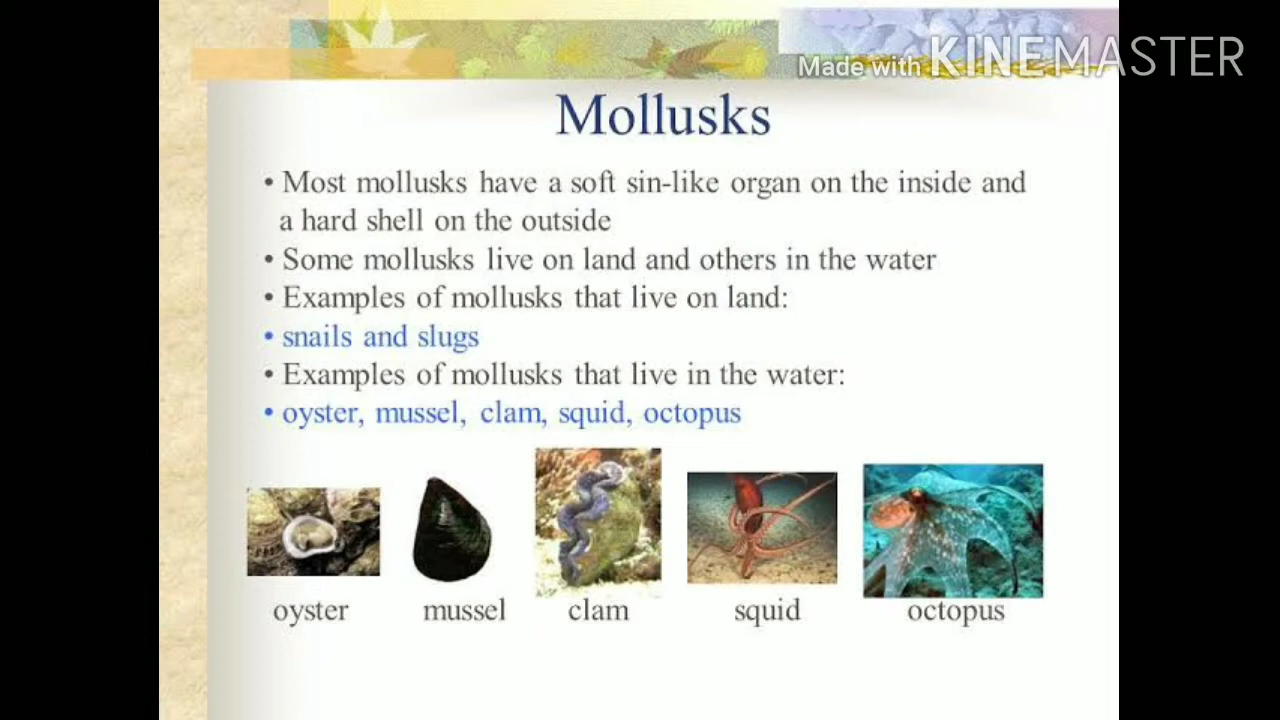 Made with KINEMASTER
Mollusks
• Most mollusks have a soft sin-like organ on the inside and
a hard shell on the outside
• Some mollusks live on land and others in the water
• Examples of mollusks that live on land:
• snails and slugs
• Examples of mollusks that live in the water:
• oyster, mussel, clam, squid, octopus
oyster mussel clam squid octopus